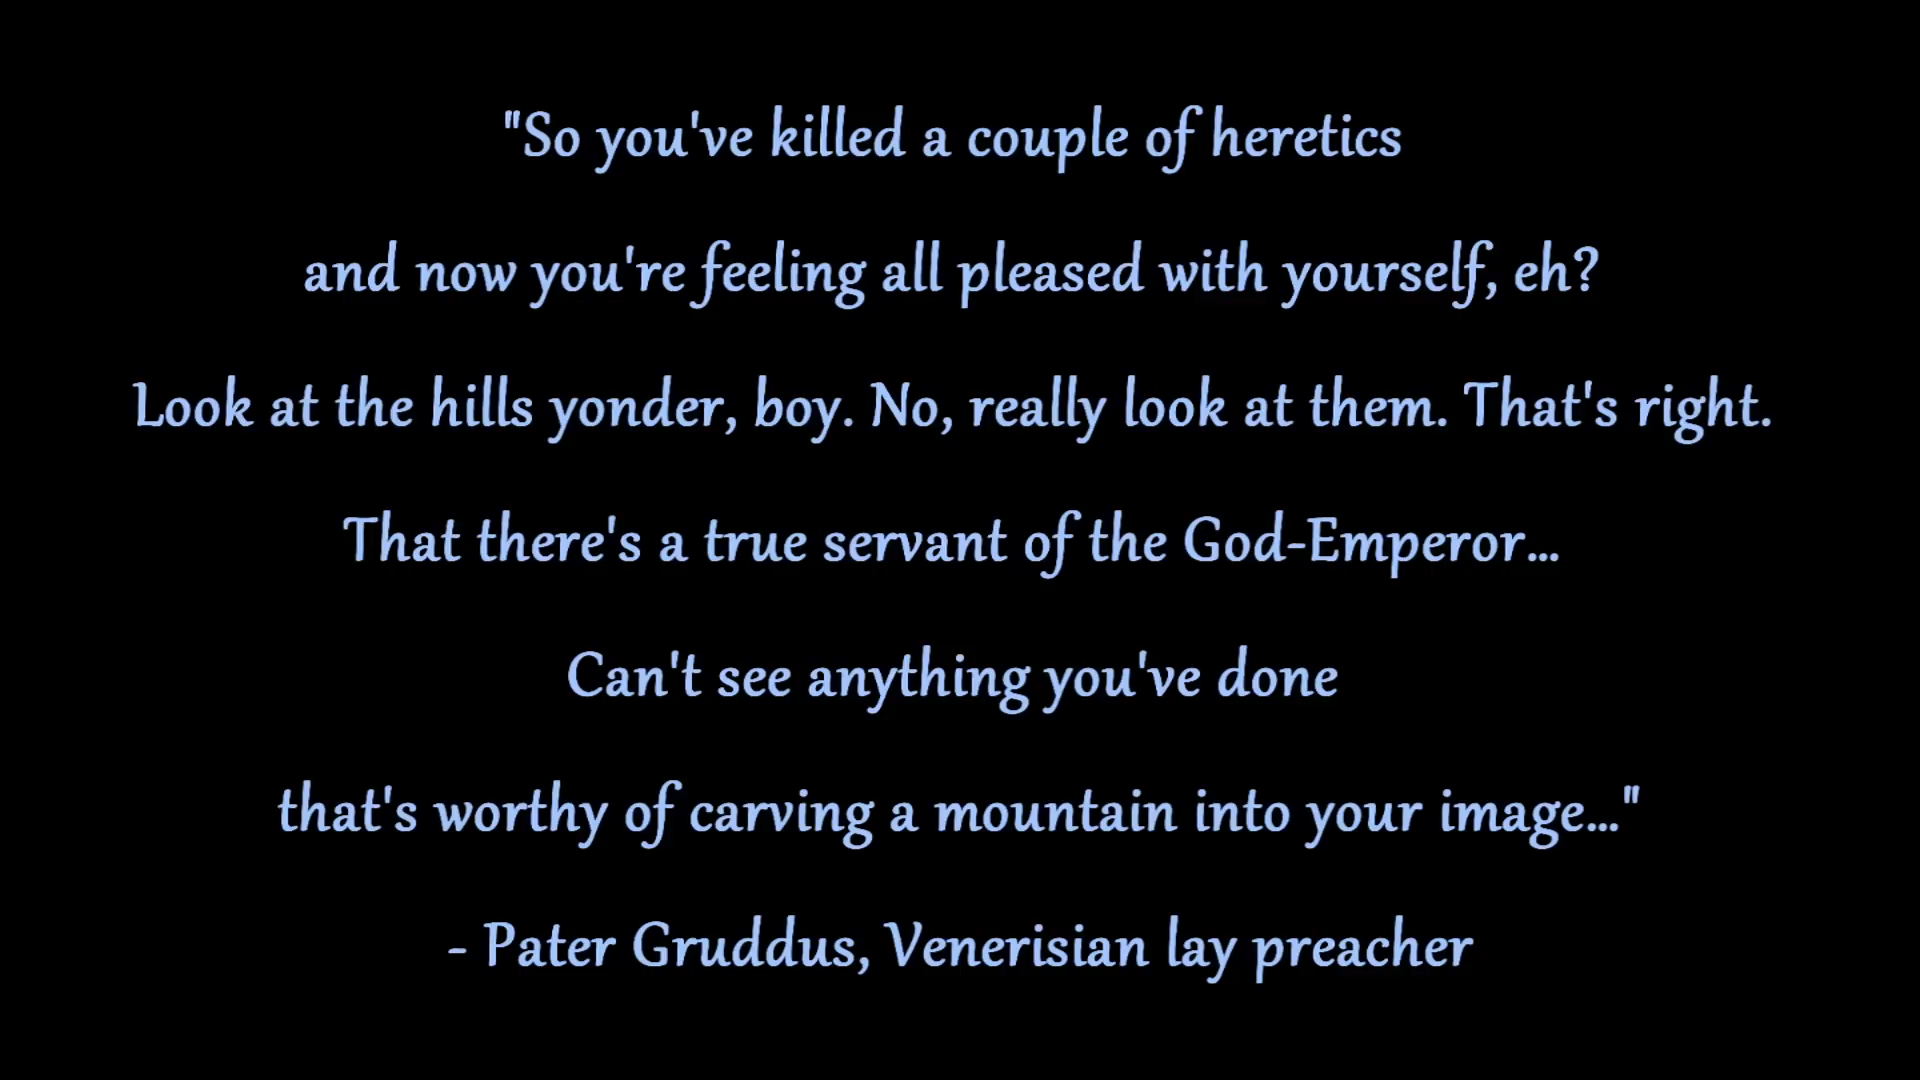 "So you've killed a couple of heretics
and now you're feeling all pleased with yourself, eh?
Look at the hills yonder, boy. No, really look at them. That's right.
That there's a true servant of the God-Emperor...
Can't see anything you've done
that's worthy of carving a mountain into your image..."
- Pater Gruddus, Venerisian lay preacher